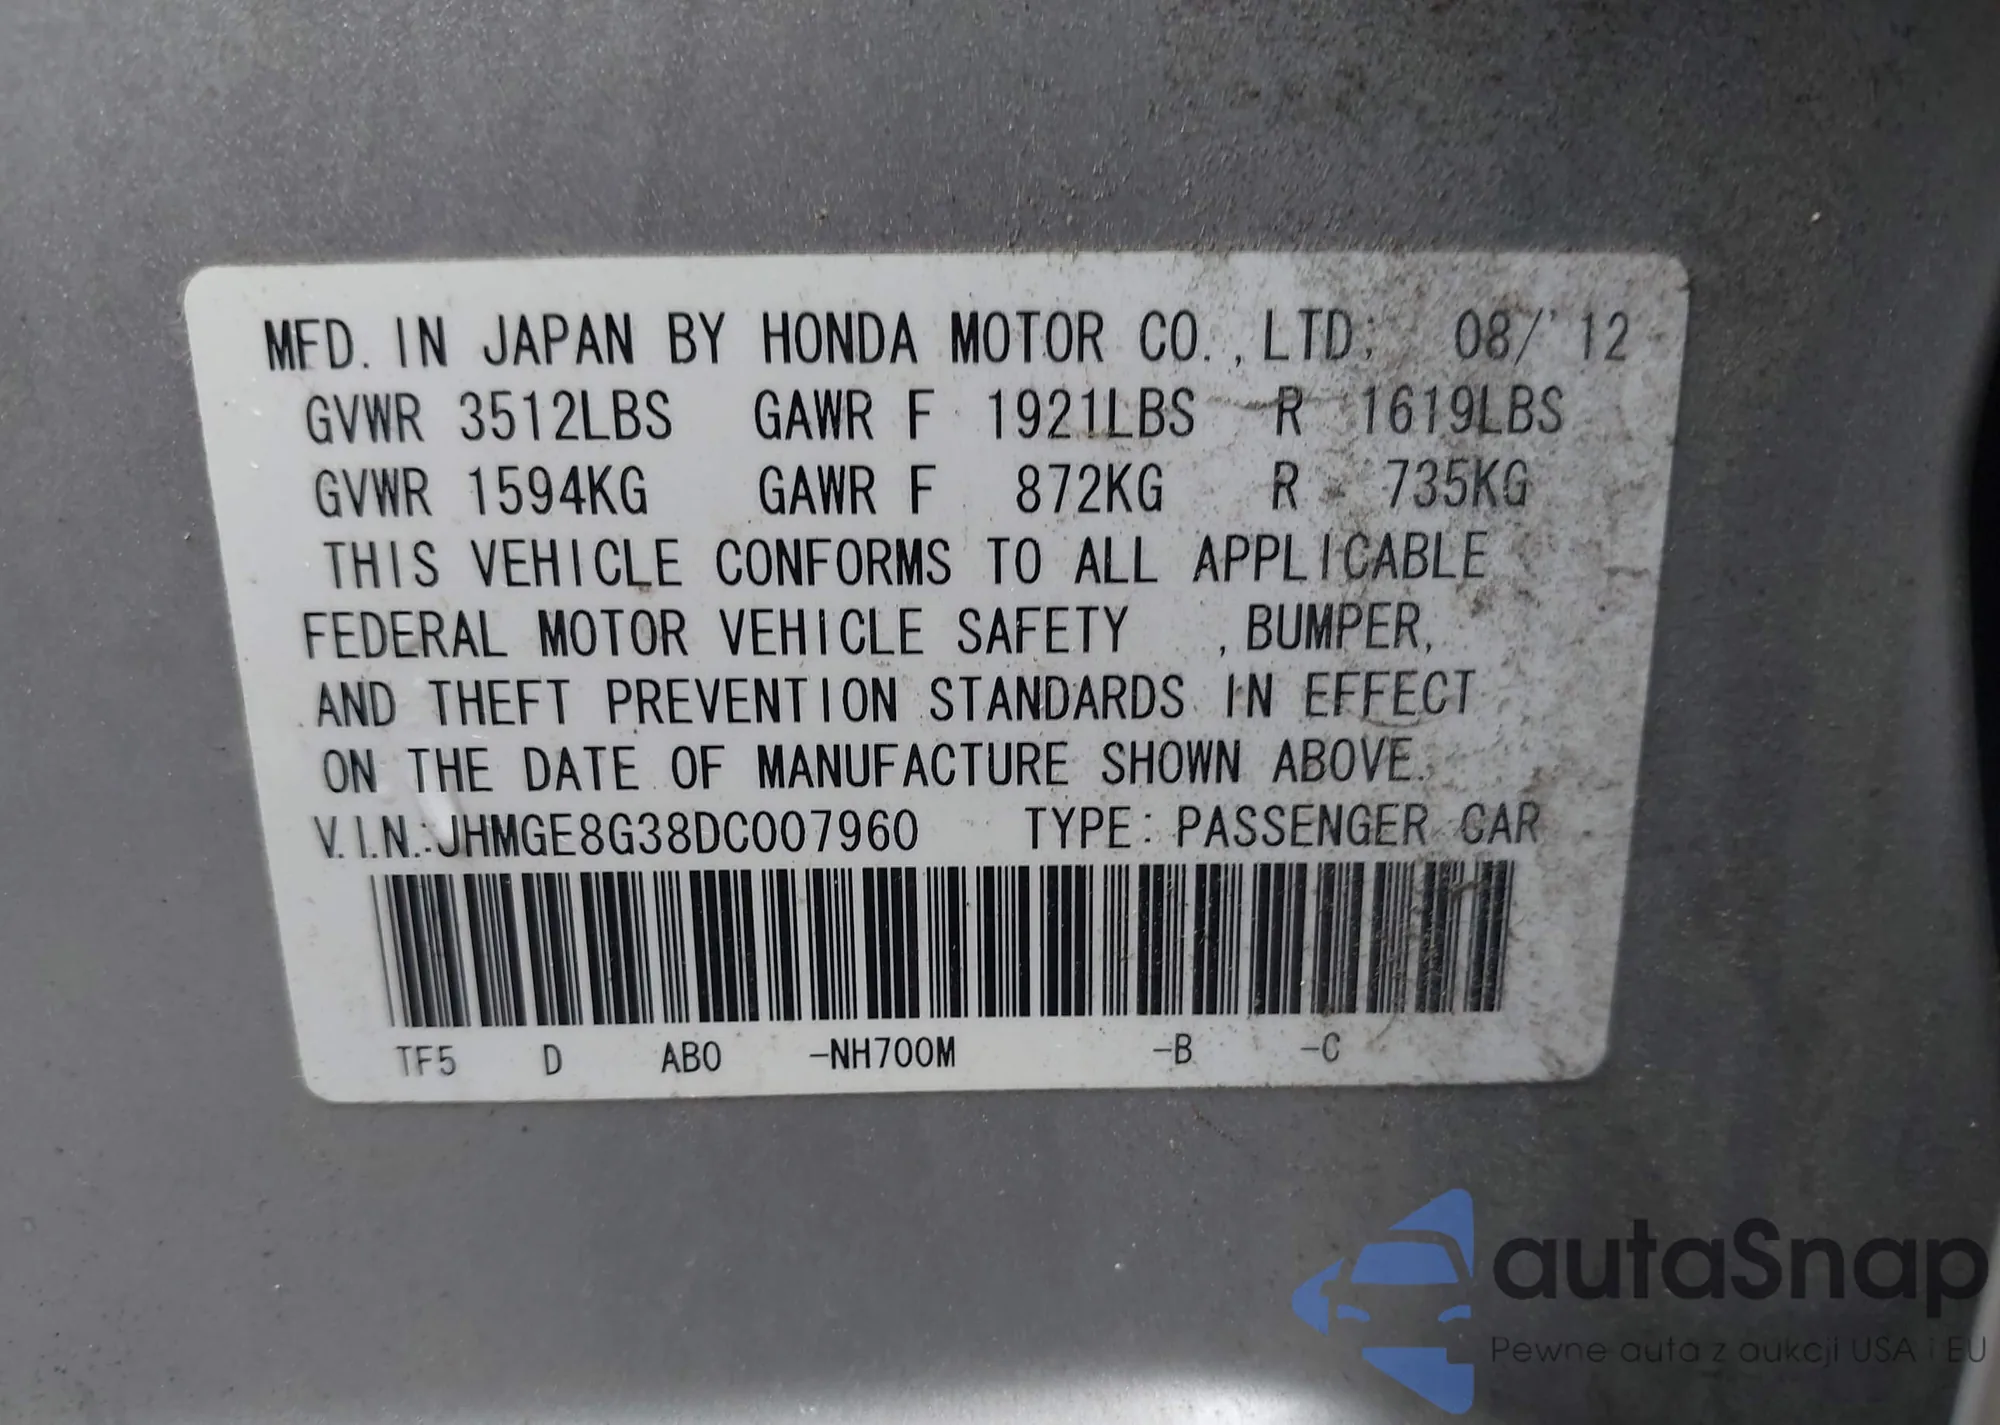 MFD. IN JAPAN BY HONDA MOTOR CO., LTD; 08/'12
GVWR 3512LBS GAWR F 1921LBS R 1619LBS
GVWR 1594KG GAWR F 872KG R 735KG
THIS VEHICLE CONFORMS TO ALL APPLICABLE
FEDERAL MOTOR VEHICLE SAFETY , BUMPER,
AND THEFT PREVENTION STANDARDS IN EFFECT
ON THE DATE OF MANUFACTURE SHOWN ABOVE.
V.I.N.:JHMGE8G38DC007960 TYPE: PASSENGER CAR
TF5 D AB0 -NH700M -B -C
autaSnap
Pewne auta z aukcji USA i EU